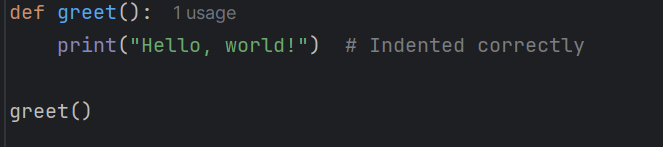 def greet():  1 usage
    print("Hello, world!")  # Indented correctly
greet()